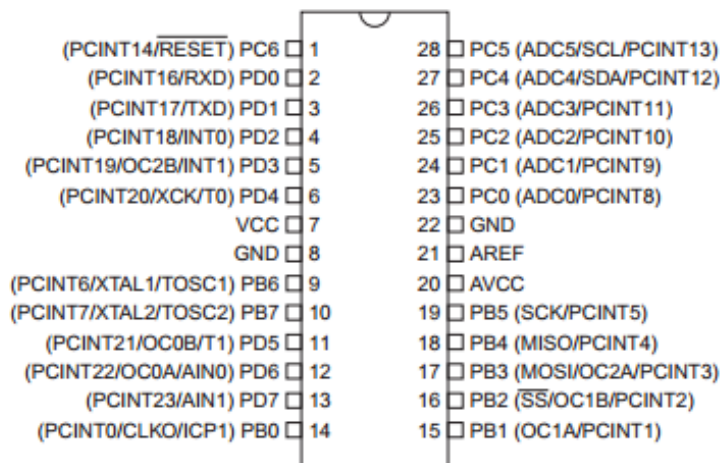 (PCINT14/RESET) PC6 1 28 PC5 (ADC5/SCL/PCINT13)
(PCINT16/RXD) PD0 2 27 PC4 (ADC4/SDA/PCINT12)
(PCINT17/TXD) PD1 3 26 PC3 (ADC3/PCINT11)
(PCINT18/INT0) PD2 4 25 PC2 (ADC2/PCINT10)
(PCINT19/OC2B/INT1) PD3 5 24 PC1 (ADC1/PCINT9)
(PCINT20/XCK/T0) PD4 6 23 PC0 (ADC0/PCINT8)
VCC 7 22 GND
GND 8 21 AREF
(PCINT6/XTAL1/TOSC1) PB6 9 20 AVCC
(PCINT7/XTAL2/TOSC2) PB7 10 19 PB5 (SCK/PCINT5)
(PCINT21/OC0B/T1) PD5 11 18 PB4 (MISO/PCINT4)
(PCINT22/OC0A/AIN0) PD6 12 17 PB3 (MOSI/OC2A/PCINT3)
(PCINT23/AIN1) PD7 13 16 PB2 (SS/OC1B/PCINT2)
(PCINT0/CLKO/ICP1) PB0 14 15 PB1 (OC1A/PCINT1)